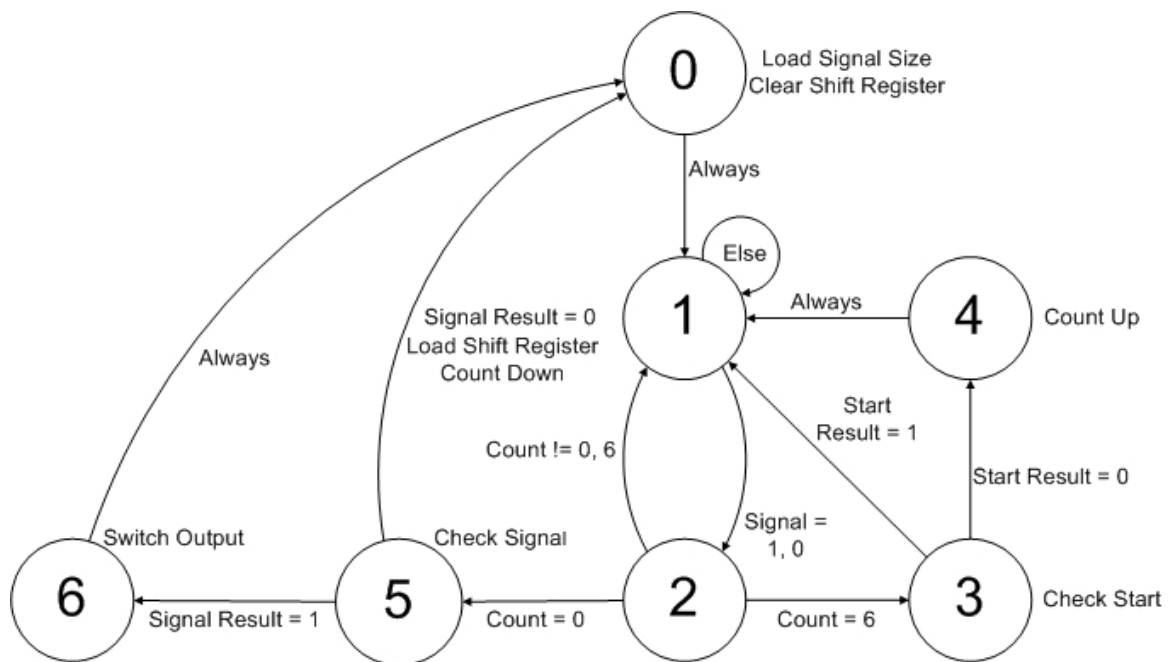 0
Load Signal Size
Clear Shift Register
Always
Else
1
Always
4
Count Up
Signal Result = 0
Load Shift Register
Count Down
Always
Start
Result = 1
Count != 0, 6
Start Result = 0
Signal =
1, 0
Switch Output
Check Signal
6
Signal Result = 1
5
Count = 0
2
Count = 6
3
Check Start